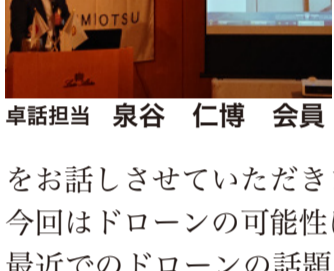 MIOTSU
卓話担当 泉谷 仁博 会員
をお話しさせていただき
今回はドローンの可能性
最近でのドローンの話題